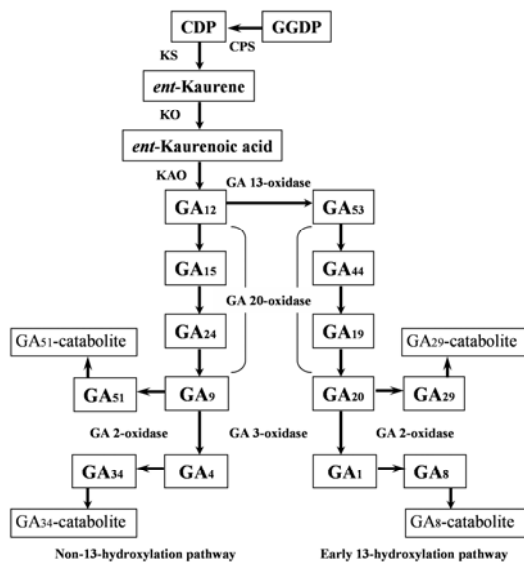 CDP
GGDP
CPS
KS
ent-Kaurene
KO
ent-Kaurenoic acid
KAO
GA 13-oxidase
GA12
GA53
GA15
GA44
GA 20-oxidase
GA24
GA19
GA51-catabolite
GA29-catabolite
GA51
GA9
GA20
GA29
GA 2-oxidase
GA 3-oxidase
GA 2-oxidase
GA34
GA4
GA1
GA8
GA34-catabolite
GA8-catabolite
Non-13-hydroxylation pathway
Early 13-hydroxylation pathway